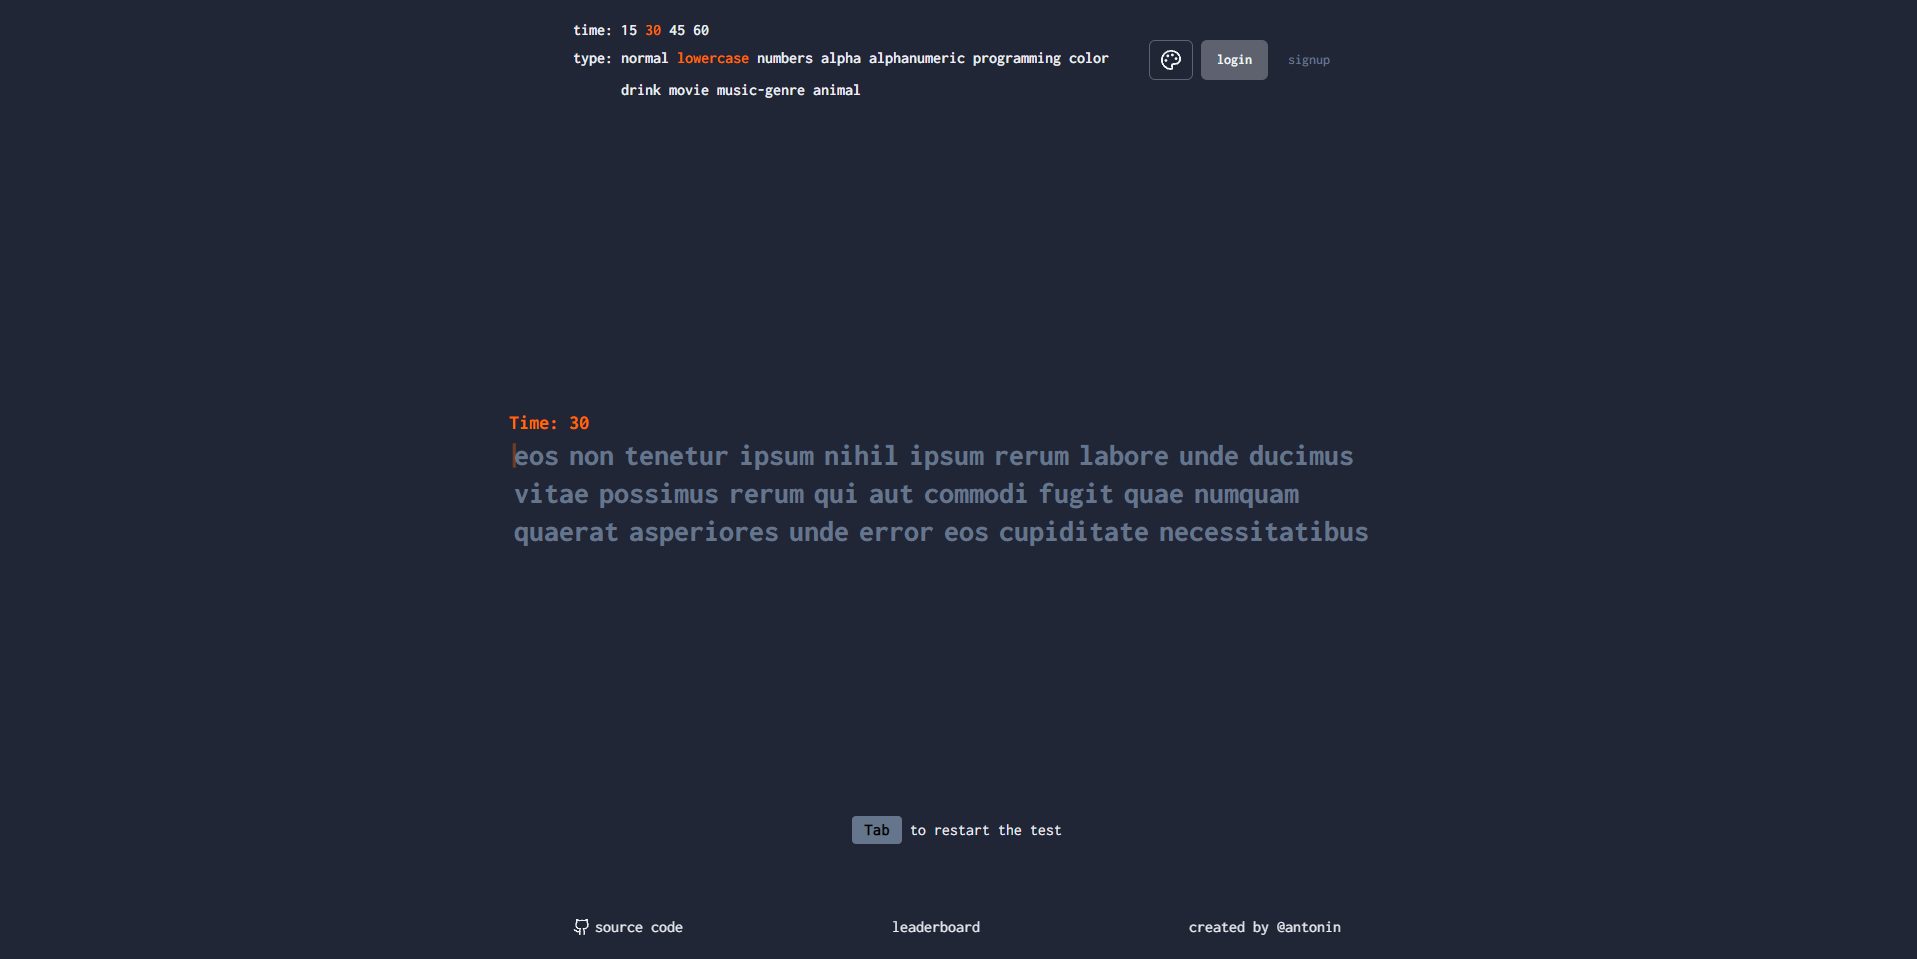 time: 15 30 45 60
type: normal lowercase numbers alpha alphanumeric programming color
drink movie music-genre animal
login
signup
Time: 30
eos non tenetur ipsum nihil ipsum rerum labore unde ducimus
vitae possimus rerum qui aut commodi fugit quae numquam
quaerat asperiores unde error eos cupiditate necessitatibus
Tab to restart the test
source code
leaderboard
created by @antonin